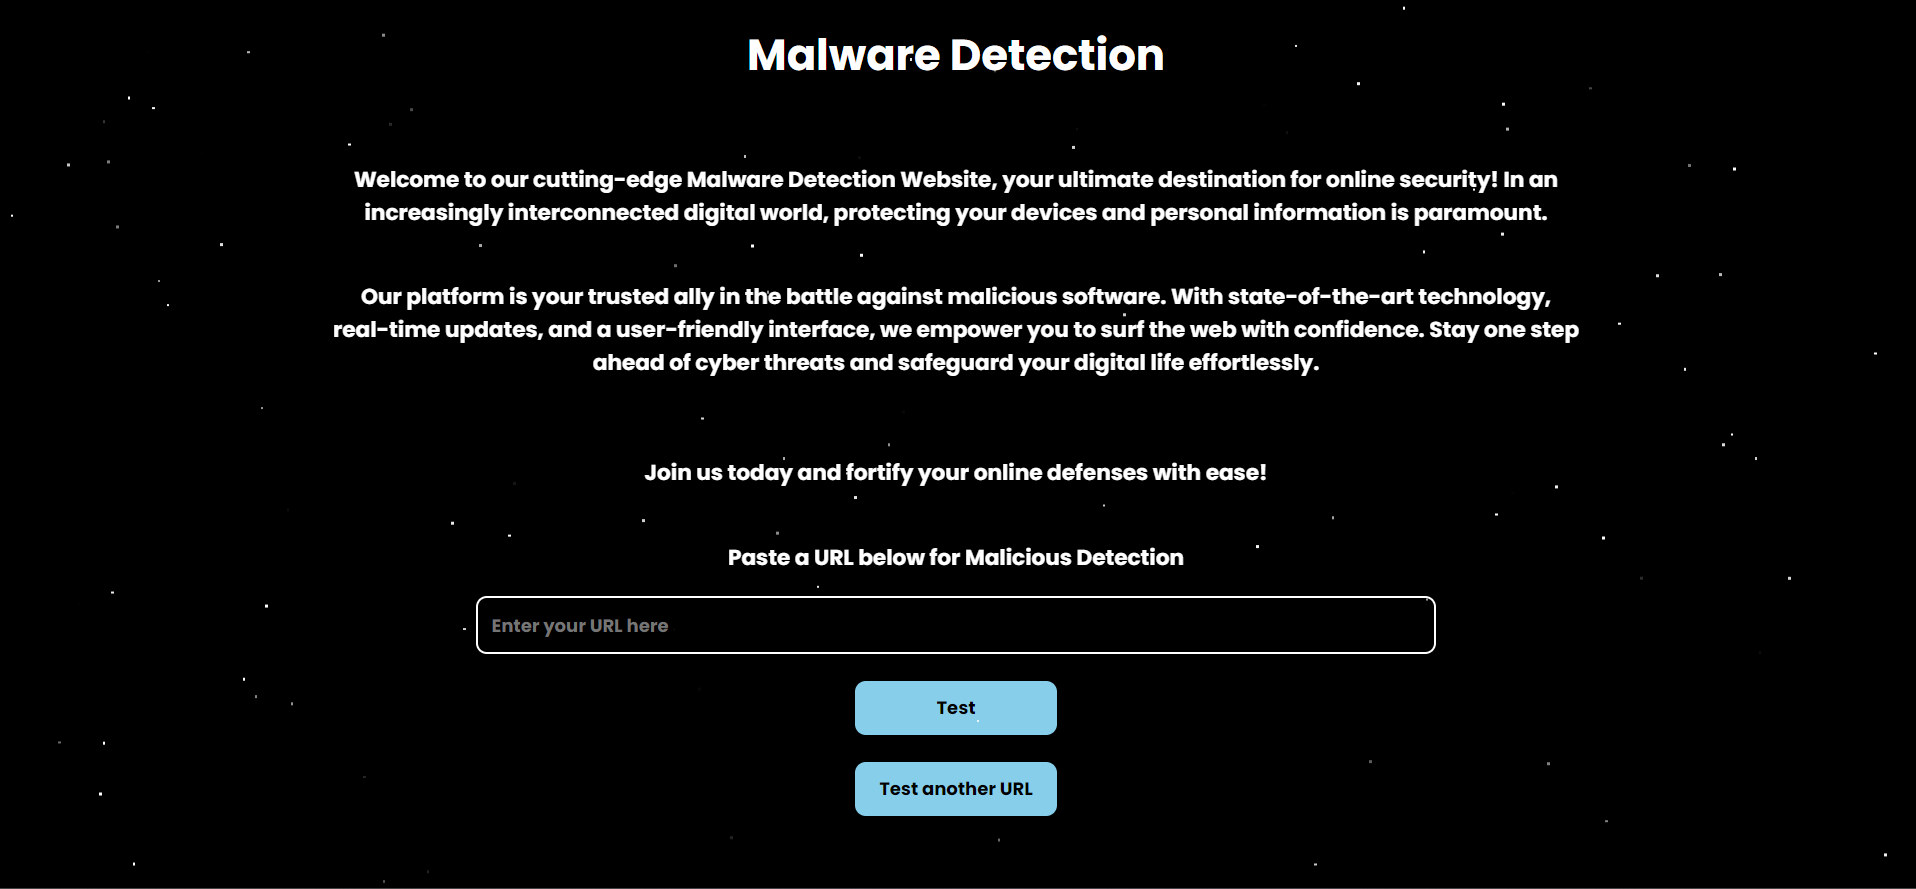 Malware Detection
Welcome to our cutting-edge Malware Detection Website, your ultimate destination for online security! In an
increasingly interconnected digital world, protecting your devices and personal information is paramount.
Our platform is your trusted ally in the battle against malicious software. With state-of-the-art technology,
real-time updates, and a user-friendly interface, we empower you to surf the web with confidence. Stay one step
ahead of cyber threats and safeguard your digital life effortlessly.
Join us today and fortify your online defenses with ease!
Paste a URL below for Malicious Detection
Enter your URL here
Test
Test another URL